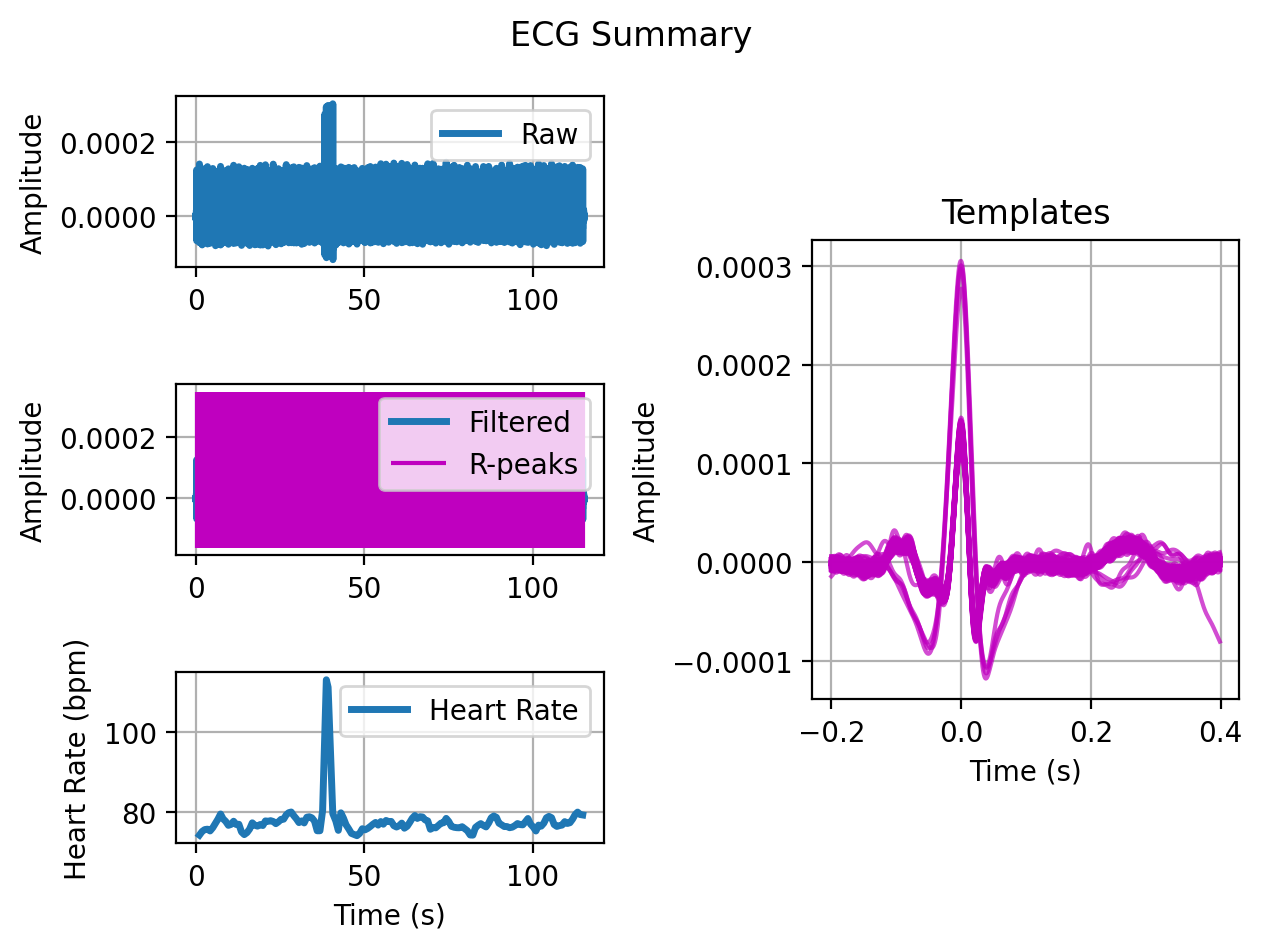 ECG Summary
Amplitude
0.0002
0.0000
Raw
0
50
100
Amplitude
0.0002
0.0000
Filtered
R-peaks
0
50
100
Heart Rate (bpm)
100
80
Heart Rate
0
50
100
Time (s)
Templates
Amplitude
0.0003
0.0002
0.0001
0.0000
−0.0001
−0.2
0.0
0.2
0.4
Time (s)